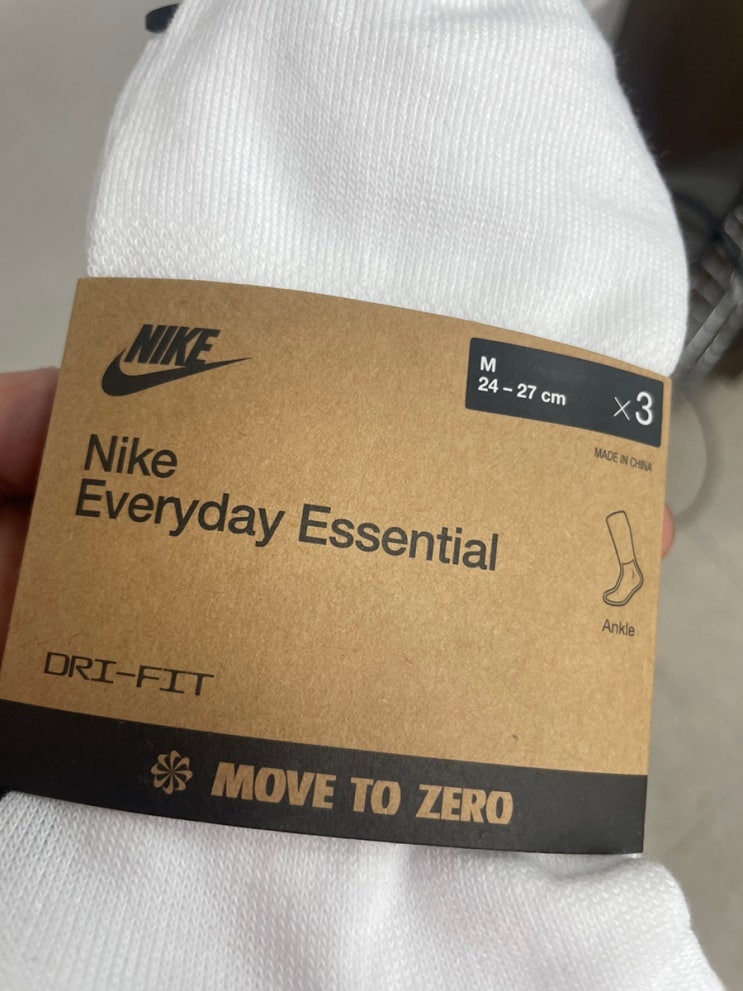 NIKE
M
24 – 27 cm
×3
MADE IN CHINA
Nike
Everyday Essential
Ankle
DRI-FIT
MOVE TO ZERO